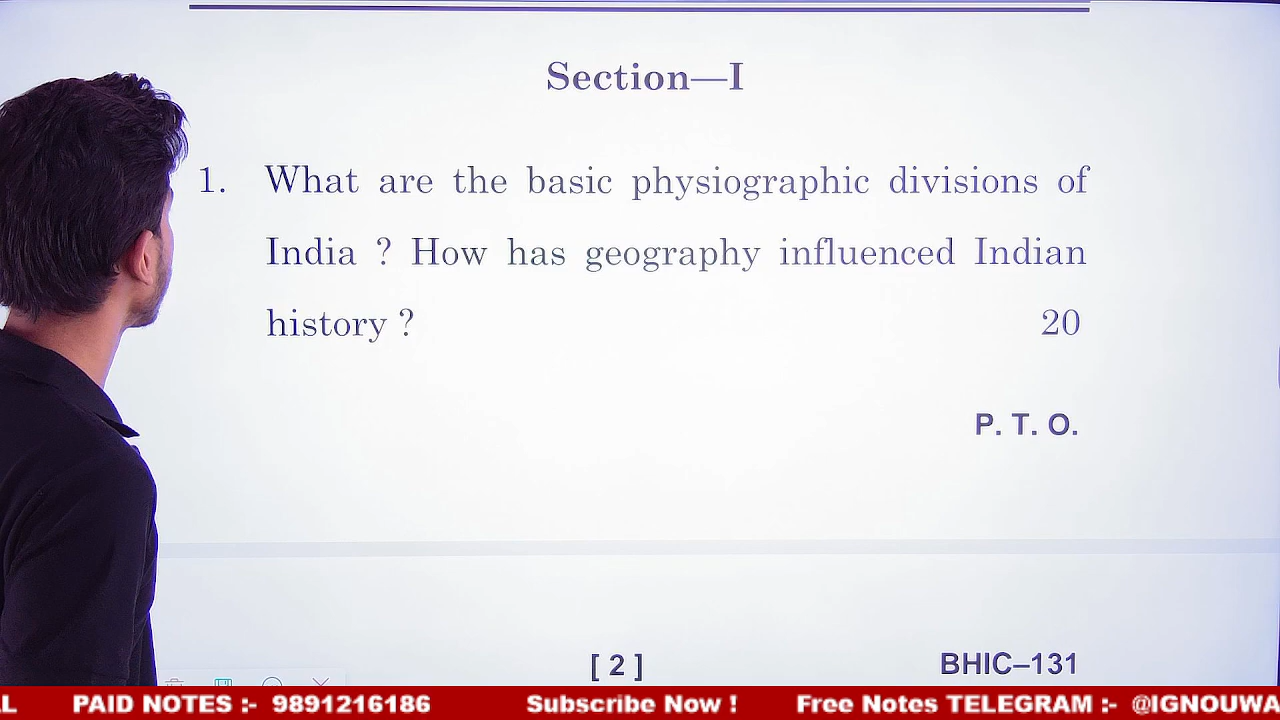 Section—I
1. What are the basic physiographic divisions of
India ? How has geography influenced Indian
history ? 20
P. T. O.
[ 2 ] BHIC–131
L PAID NOTES :- 9891216186 Subscribe Now ! Free Notes TELEGRAM :- @IGNOUWA